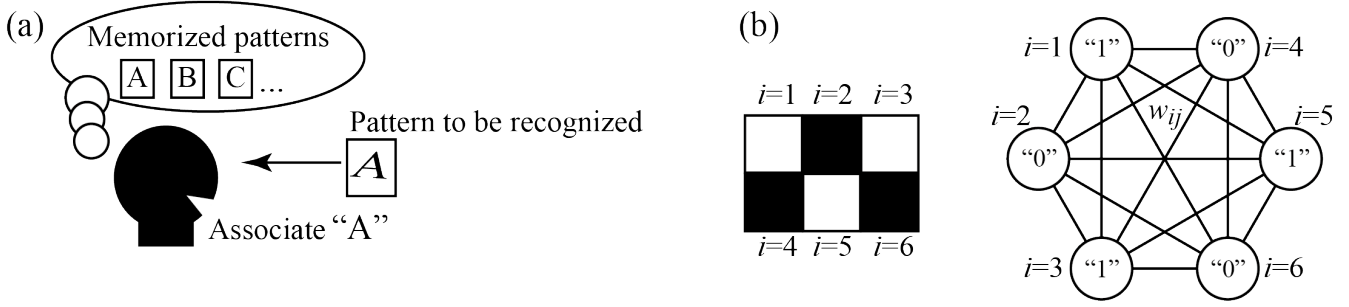 (a)
Memorized patterns
A B C ...
Pattern to be recognized
A
Associate “A”
(b)
i=1 i=2 i=3
i=4 i=5 i=6
i=1 “1” “0” i=4
wij
i=2 i=5
“0” “1”
i=3 “1” “0” i=6